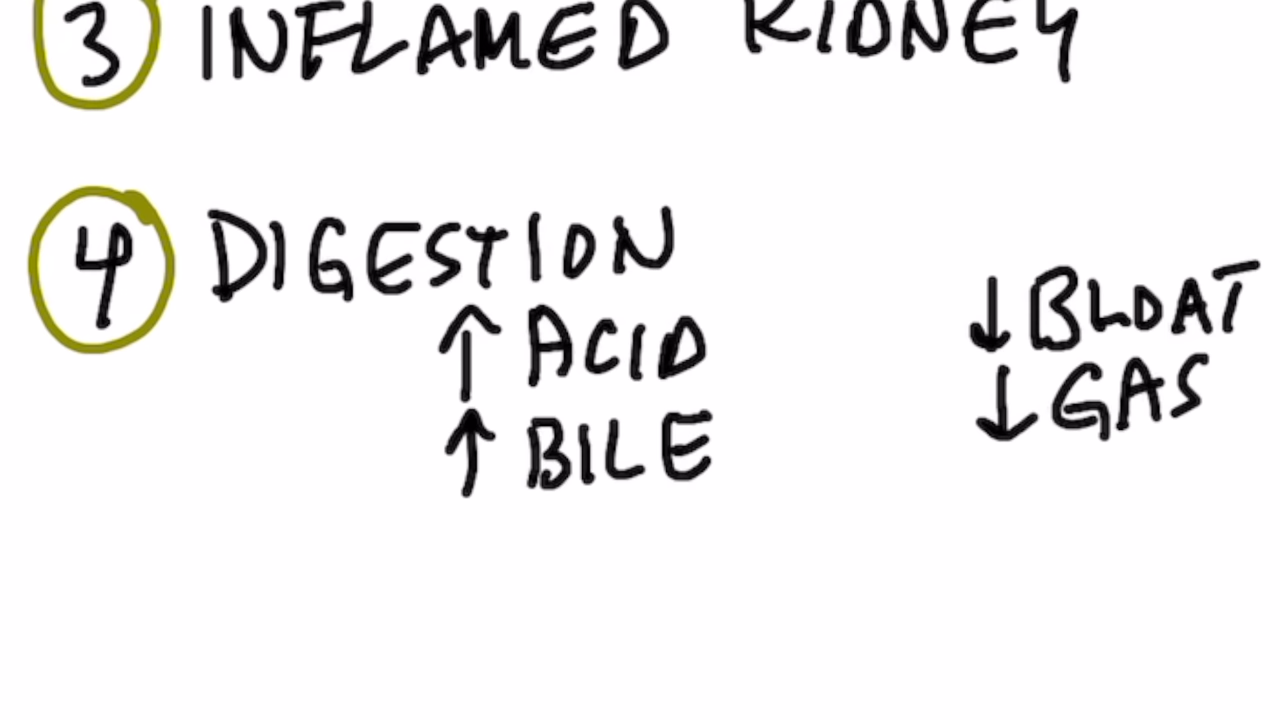 3 INFLAMED KIDNEY
4 DIGESTION
↑ ACID
↓ BLOAT
↑ BILE
↓ GAS